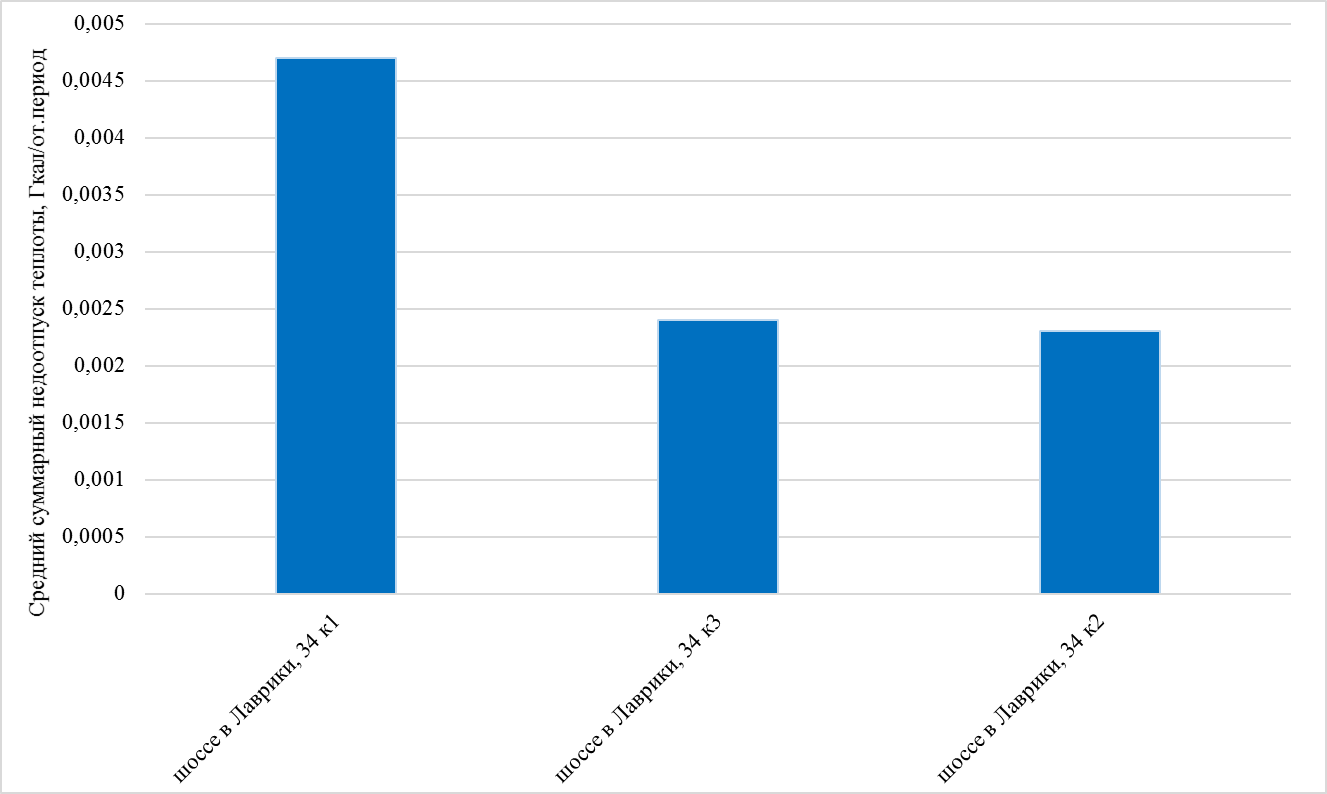 Средний суммарный недоотпуск теплоты, Гкал/от.период
0,005
0,0045
0,004
0,0035
0,003
0,0025
0,002
0,0015
0,001
0,0005
0
шоссе в Лаврики, 34 к1
шоссе в Лаврики, 34 к3
шоссе в Лаврики, 34 к2